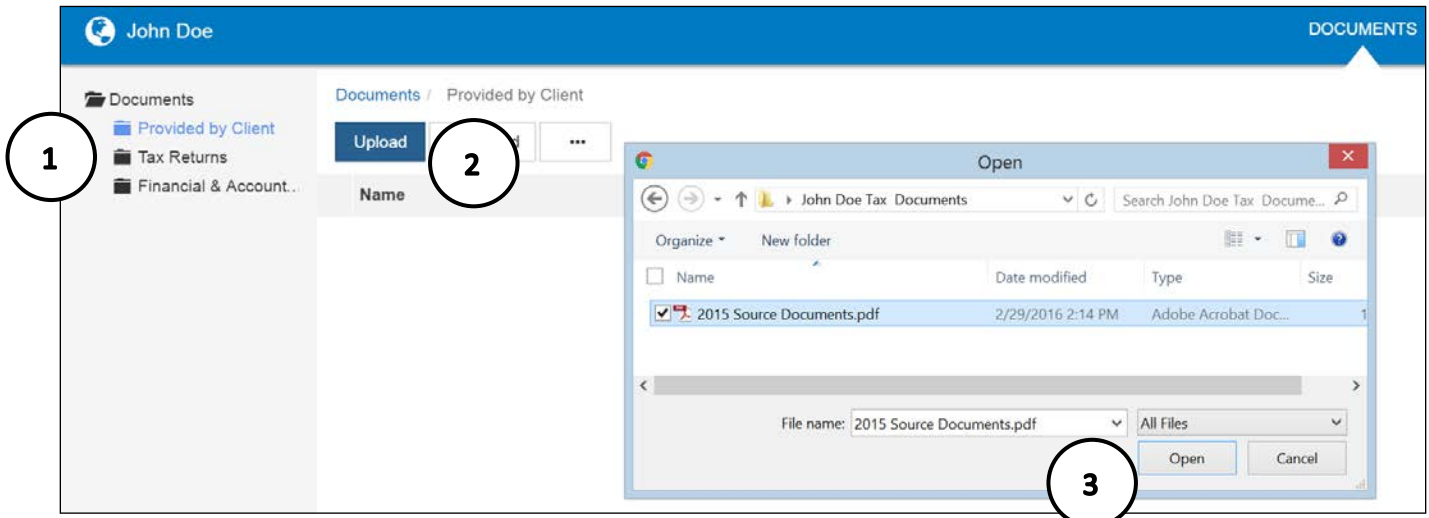 John Doe
DOCUMENTS
Documents
Provided by Client
Tax Returns
Financial & Account..
1
Documents / Provided by Client
Upload
2
...
Name
Open
John Doe Tax Documents
Search John Doe Tax Docume...
Organize
New folder
Name Date modified Type Size
2015 Source Documents.pdf 2/29/2016 2:14 PM Adobe Acrobat Doc... 1
File name: 2015 Source Documents.pdf All Files
Open Cancel
3